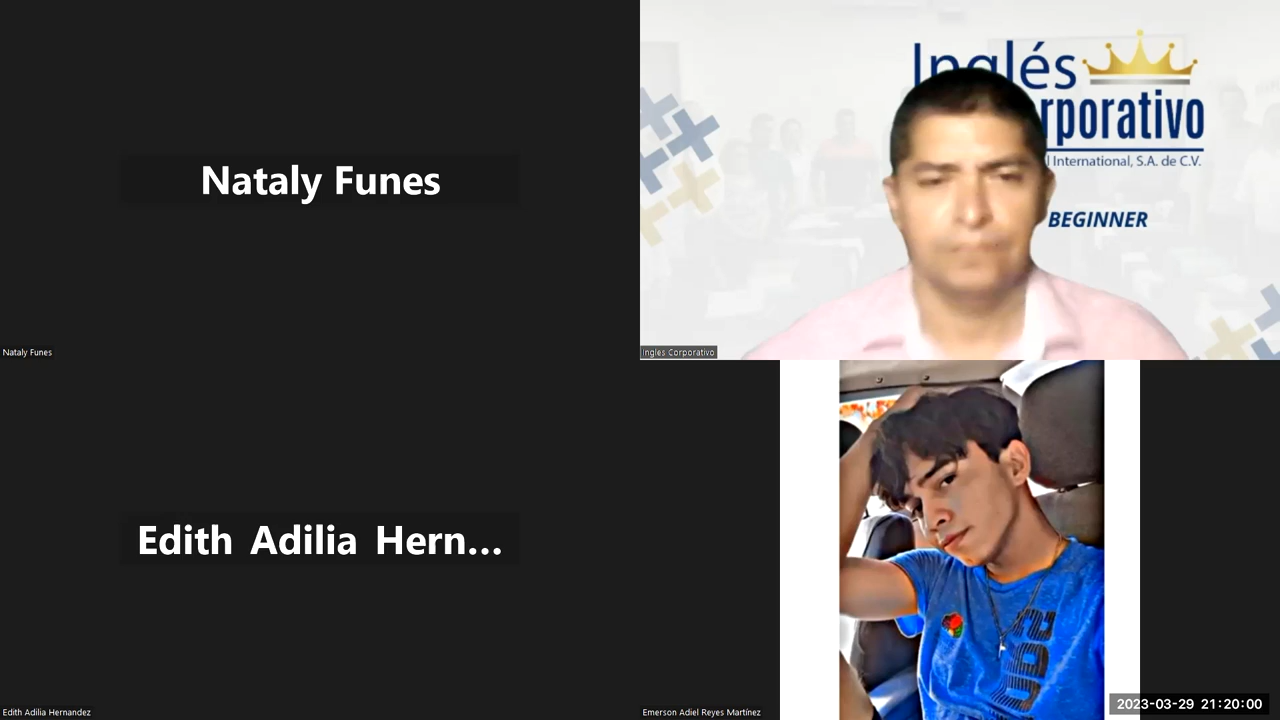 Nataly Funes
Nataly Funes
Inglés
rporativo
l International, S.A. de C.V.
BEGINNER
Ingles Corporativo
Edith Adilia Hern...
Edith Adilia Hernandez
Emerson Adiel Reyes Martínez
2023-03-29 21:20:00